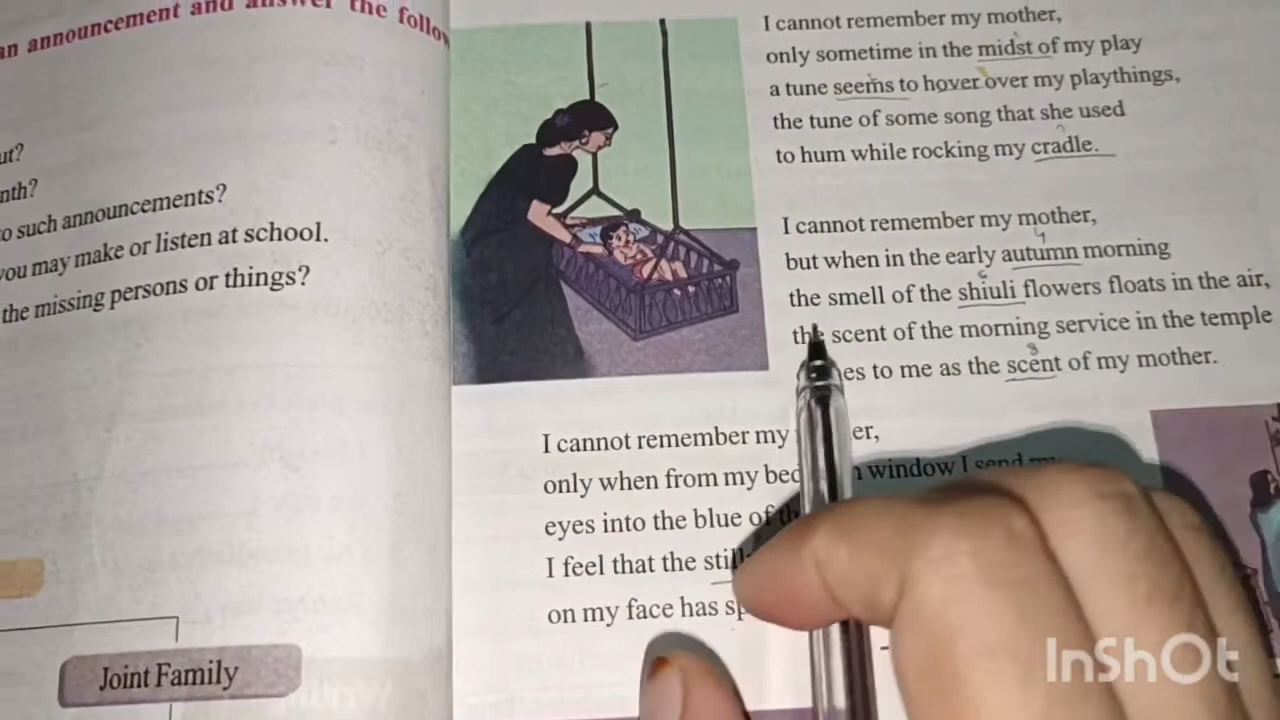 an announcement and answer the follow
ut?
nth?
o such announcements?
you may make or listen at school.
the missing persons or things?
Joint Family
I cannot remember my mother,
only sometime in the midst of my play
a tune seems to hover over my playthings,
the tune of some song that she used
to hum while rocking my cradle.
I cannot remember my mother,
but when in the early autumn morning
the smell of the shiuli flowers floats in the air,
the scent of the morning service in the temple
es to me as the scent of my mother.
I cannot remember my er,
only when from my bed window I send my
eyes into the blue of
I feel that the still
on my face has sp
InShOt